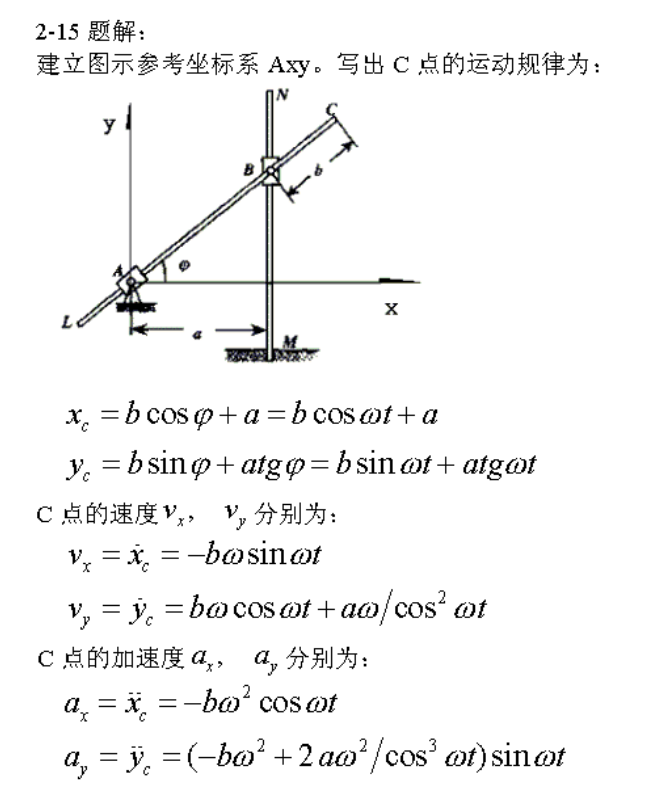 2-15 题解：
建立图示参考坐标系 Axy。写出 C 点的运动规律为：
N
C
y
B
b
A
φ
x
L
a
M
x_c = b cos φ + a = b cos ωt + a
y_c = b sin φ + atgφ = b sin ωt + atgωt
C 点的速度 v_x， v_y 分别为：
v_x = ẋ_c = −bω sin ωt
v_y = ẏ_c = bω cos ωt + aω/cos² ωt
C 点的加速度 a_x， a_y 分别为：
a_x = ẍ_c = −bω² cos ωt
a_y = ÿ_c = (−bω² + 2aω²/cos³ ωt) sin ωt